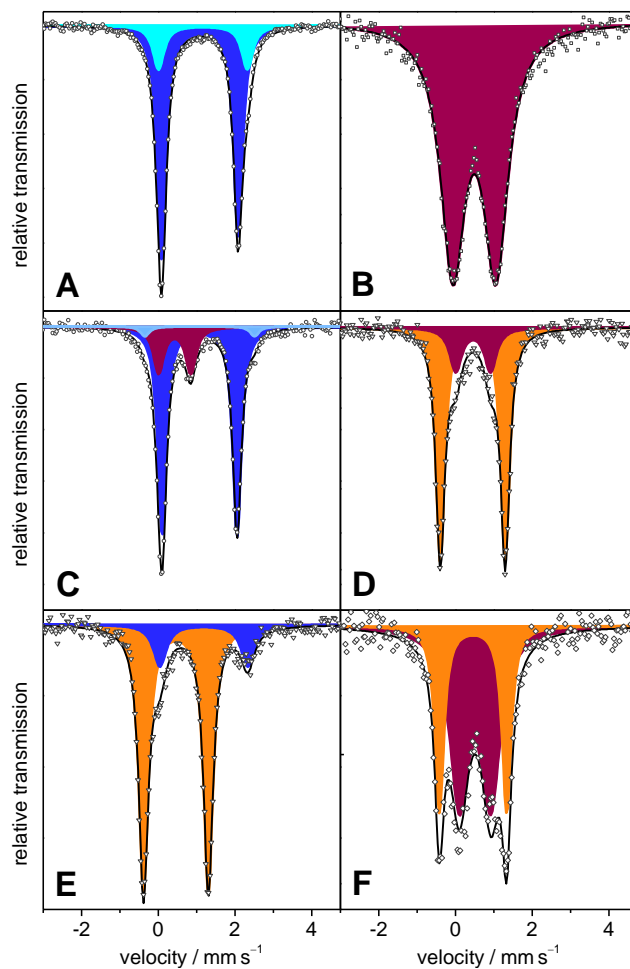 relative transmission
A
B
relative transmission
C
D
relative transmission
E
F
-2 0 2 4 -2 0 2 4
velocity / mm s⁻¹ velocity / mm s⁻¹